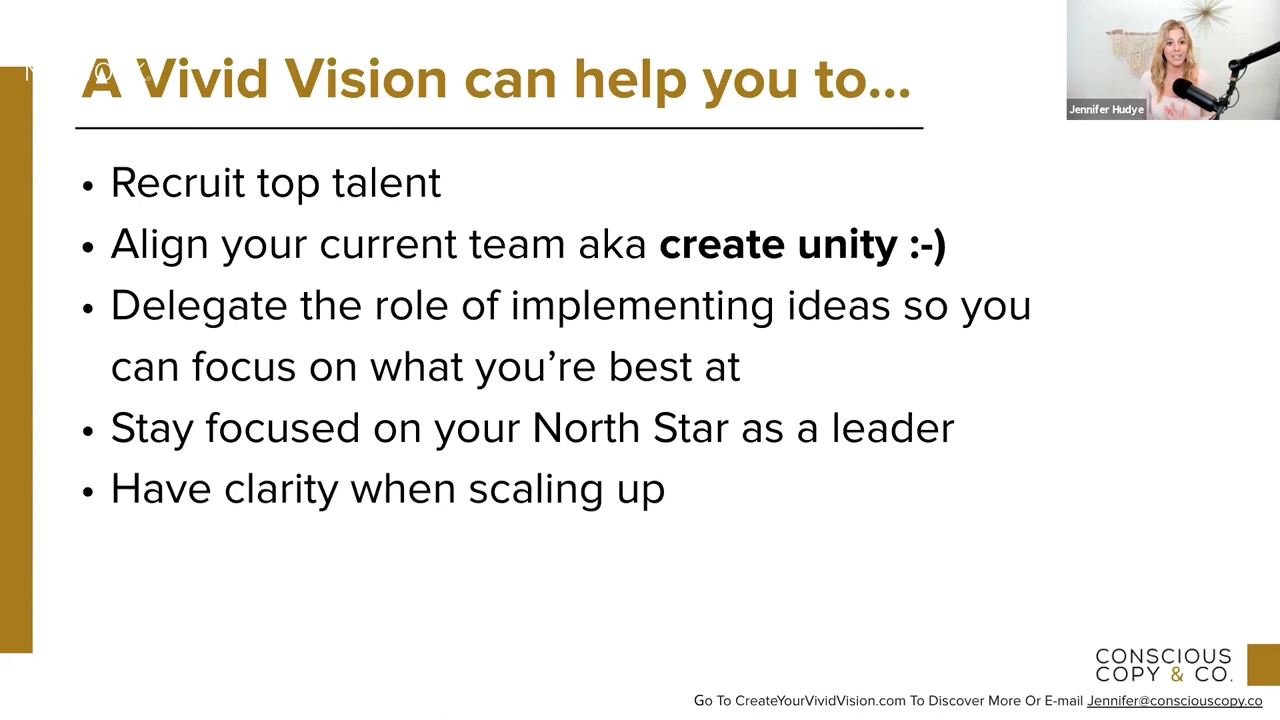 A Vivid Vision can help you to...
Jennifer Hudye
• Recruit top talent
• Align your current team aka create unity :-)
• Delegate the role of implementing ideas so you
can focus on what you’re best at
• Stay focused on your North Star as a leader
• Have clarity when scaling up
CONSCIOUS
COPY & CO.
Go To CreateYourVividVision.com To Discover More Or E-mail Jennifer@consciouscopy.co